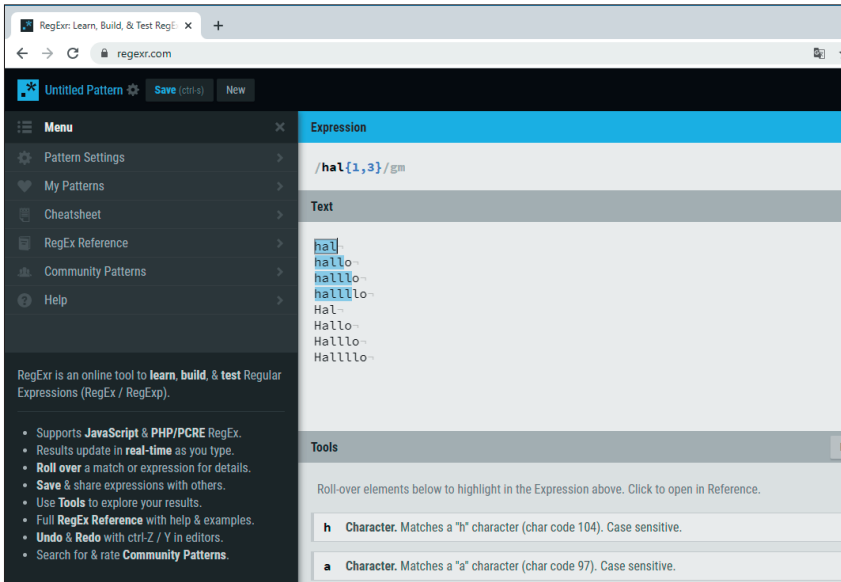 RegExr: Learn, Build, & Test RegE
regexr.com
Untitled Pattern Save (ctrl-s) New
Menu
Pattern Settings
My Patterns
Cheatsheet
RegEx Reference
Community Patterns
Help
RegExr is an online tool to learn, build, & test Regular
Expressions (RegEx / RegExp).
• Supports JavaScript & PHP/PCRE RegEx.
• Results update in real-time as you type.
• Roll over a match or expression for details.
• Save & share expressions with others.
• Use Tools to explore your results.
• Full RegEx Reference with help & examples.
• Undo & Redo with ctrl-Z / Y in editors.
• Search for & rate Community Patterns.
Expression
/hal{1,3}/gm
Text
hal¬
hallo¬
halllo¬
hallllo¬
Hal¬
Hallo¬
Halllo¬
Hallllo¬
Tools
Roll-over elements below to highlight in the Expression above. Click to open in Reference.
h Character. Matches a "h" character (char code 104). Case sensitive.
a Character. Matches a "a" character (char code 97). Case sensitive.